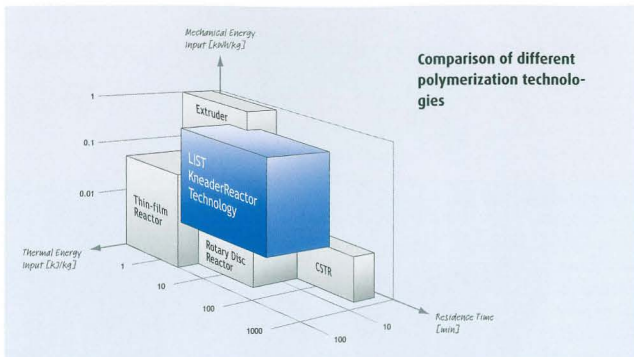 Mechanical Energy
Input [kWh/kg]
Comparison of different
polymerization technolo-
gies
1
Extruder
0.1
LIST
KneaderReactor
Technology
0.01
Thin-film
Reactor
Rotary Disc
Reactor
CSTR
Thermal Energy
Input [kJ/kg]
1
10
100
1000
100
10
Residence Time
[min]